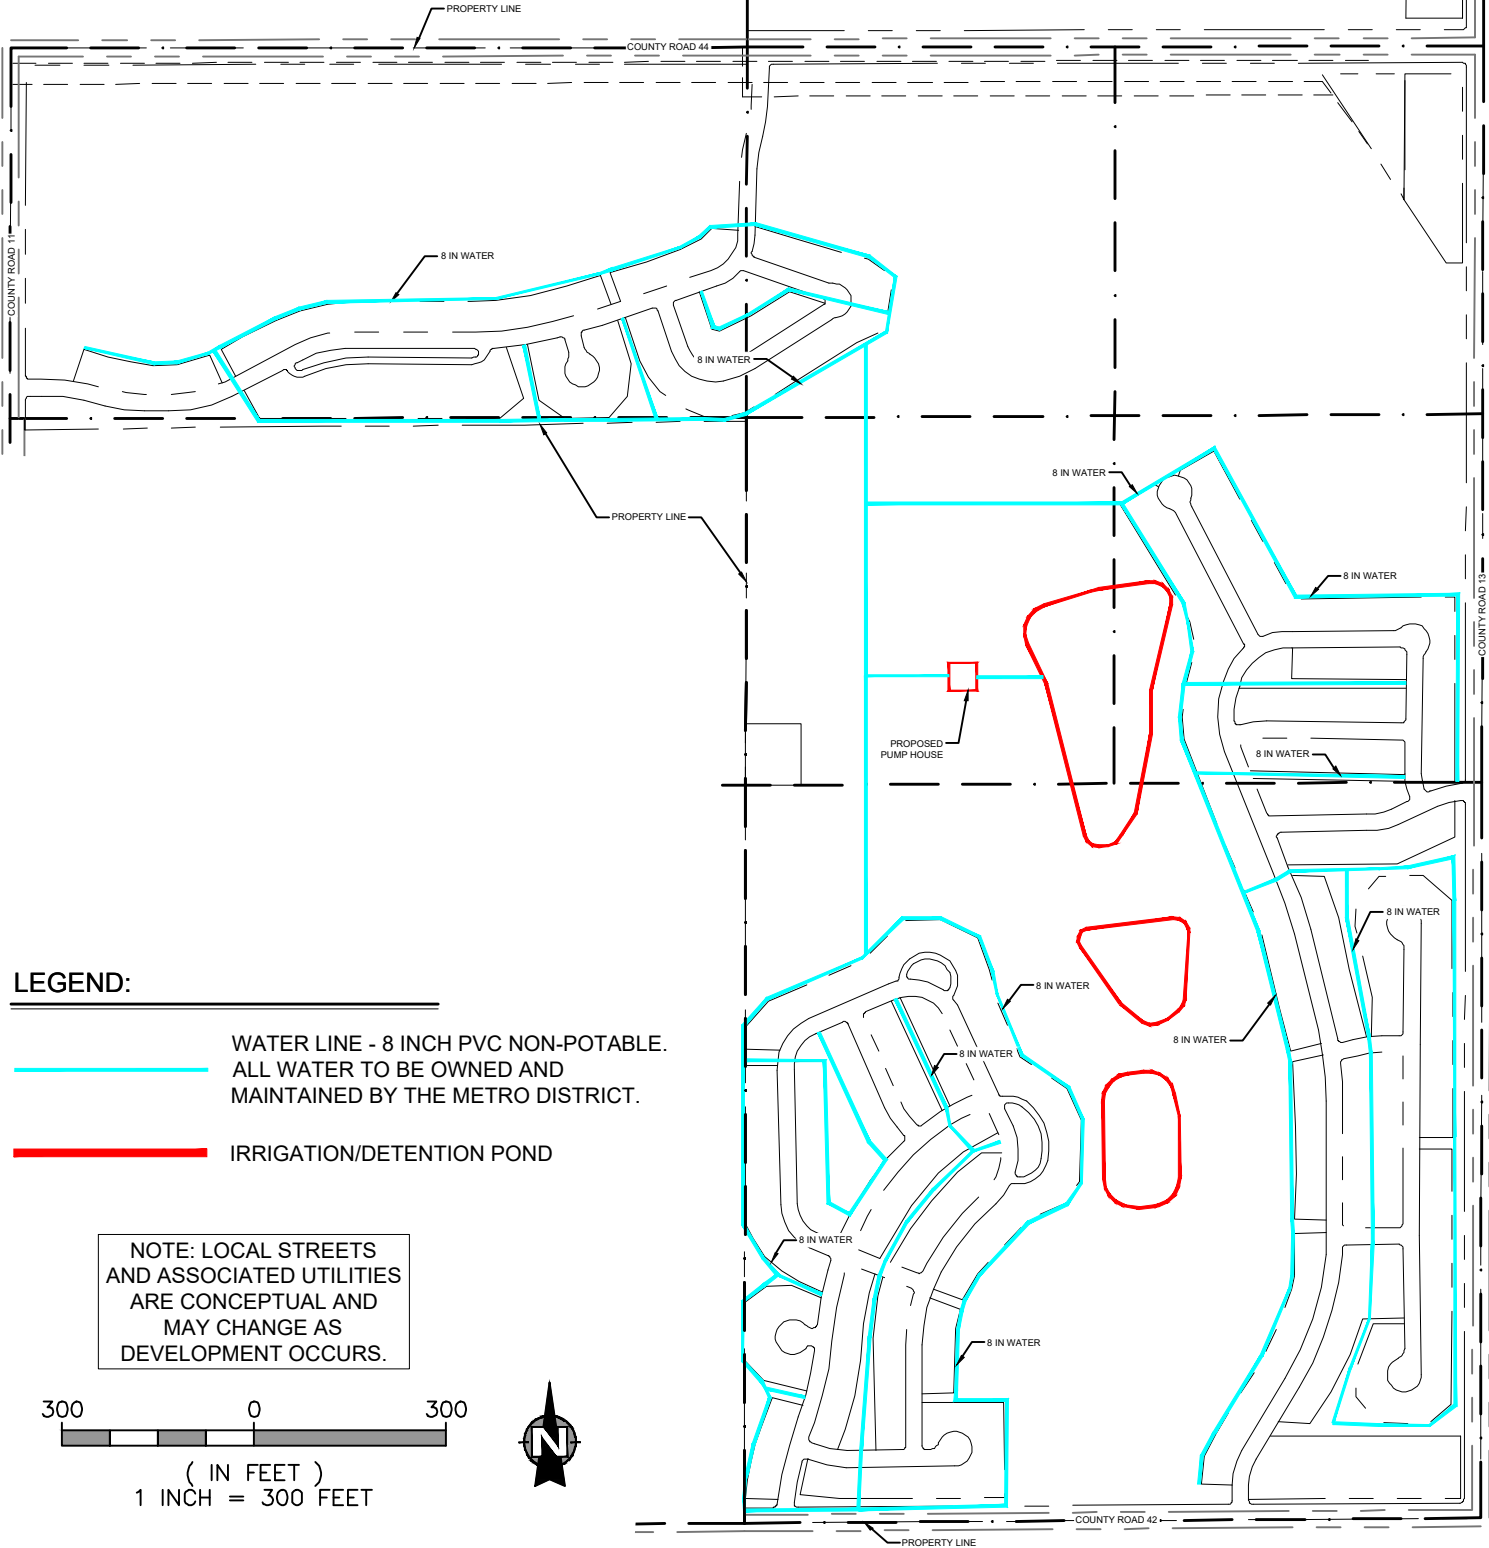 PROPERTY LINE
COUNTY ROAD 44
COUNTY ROAD 11
8 IN WATER
8 IN WATER
8 IN WATER
PROPERTY LINE
8 IN WATER
COUNTY ROAD 13
PROPOSED
PUMP HOUSE
8 IN WATER
8 IN WATER
8 IN WATER
8 IN WATER
8 IN WATER
8 IN WATER
8 IN WATER
LEGEND:
WATER LINE - 8 INCH PVC NON-POTABLE.
ALL WATER TO BE OWNED AND
MAINTAINED BY THE METRO DISTRICT.
IRRIGATION/DETENTION POND
NOTE: LOCAL STREETS
AND ASSOCIATED UTILITIES
ARE CONCEPTUAL AND
MAY CHANGE AS
DEVELOPMENT OCCURS.
300 0 300
( IN FEET )
1 INCH = 300 FEET
N
COUNTY ROAD 42
PROPERTY LINE